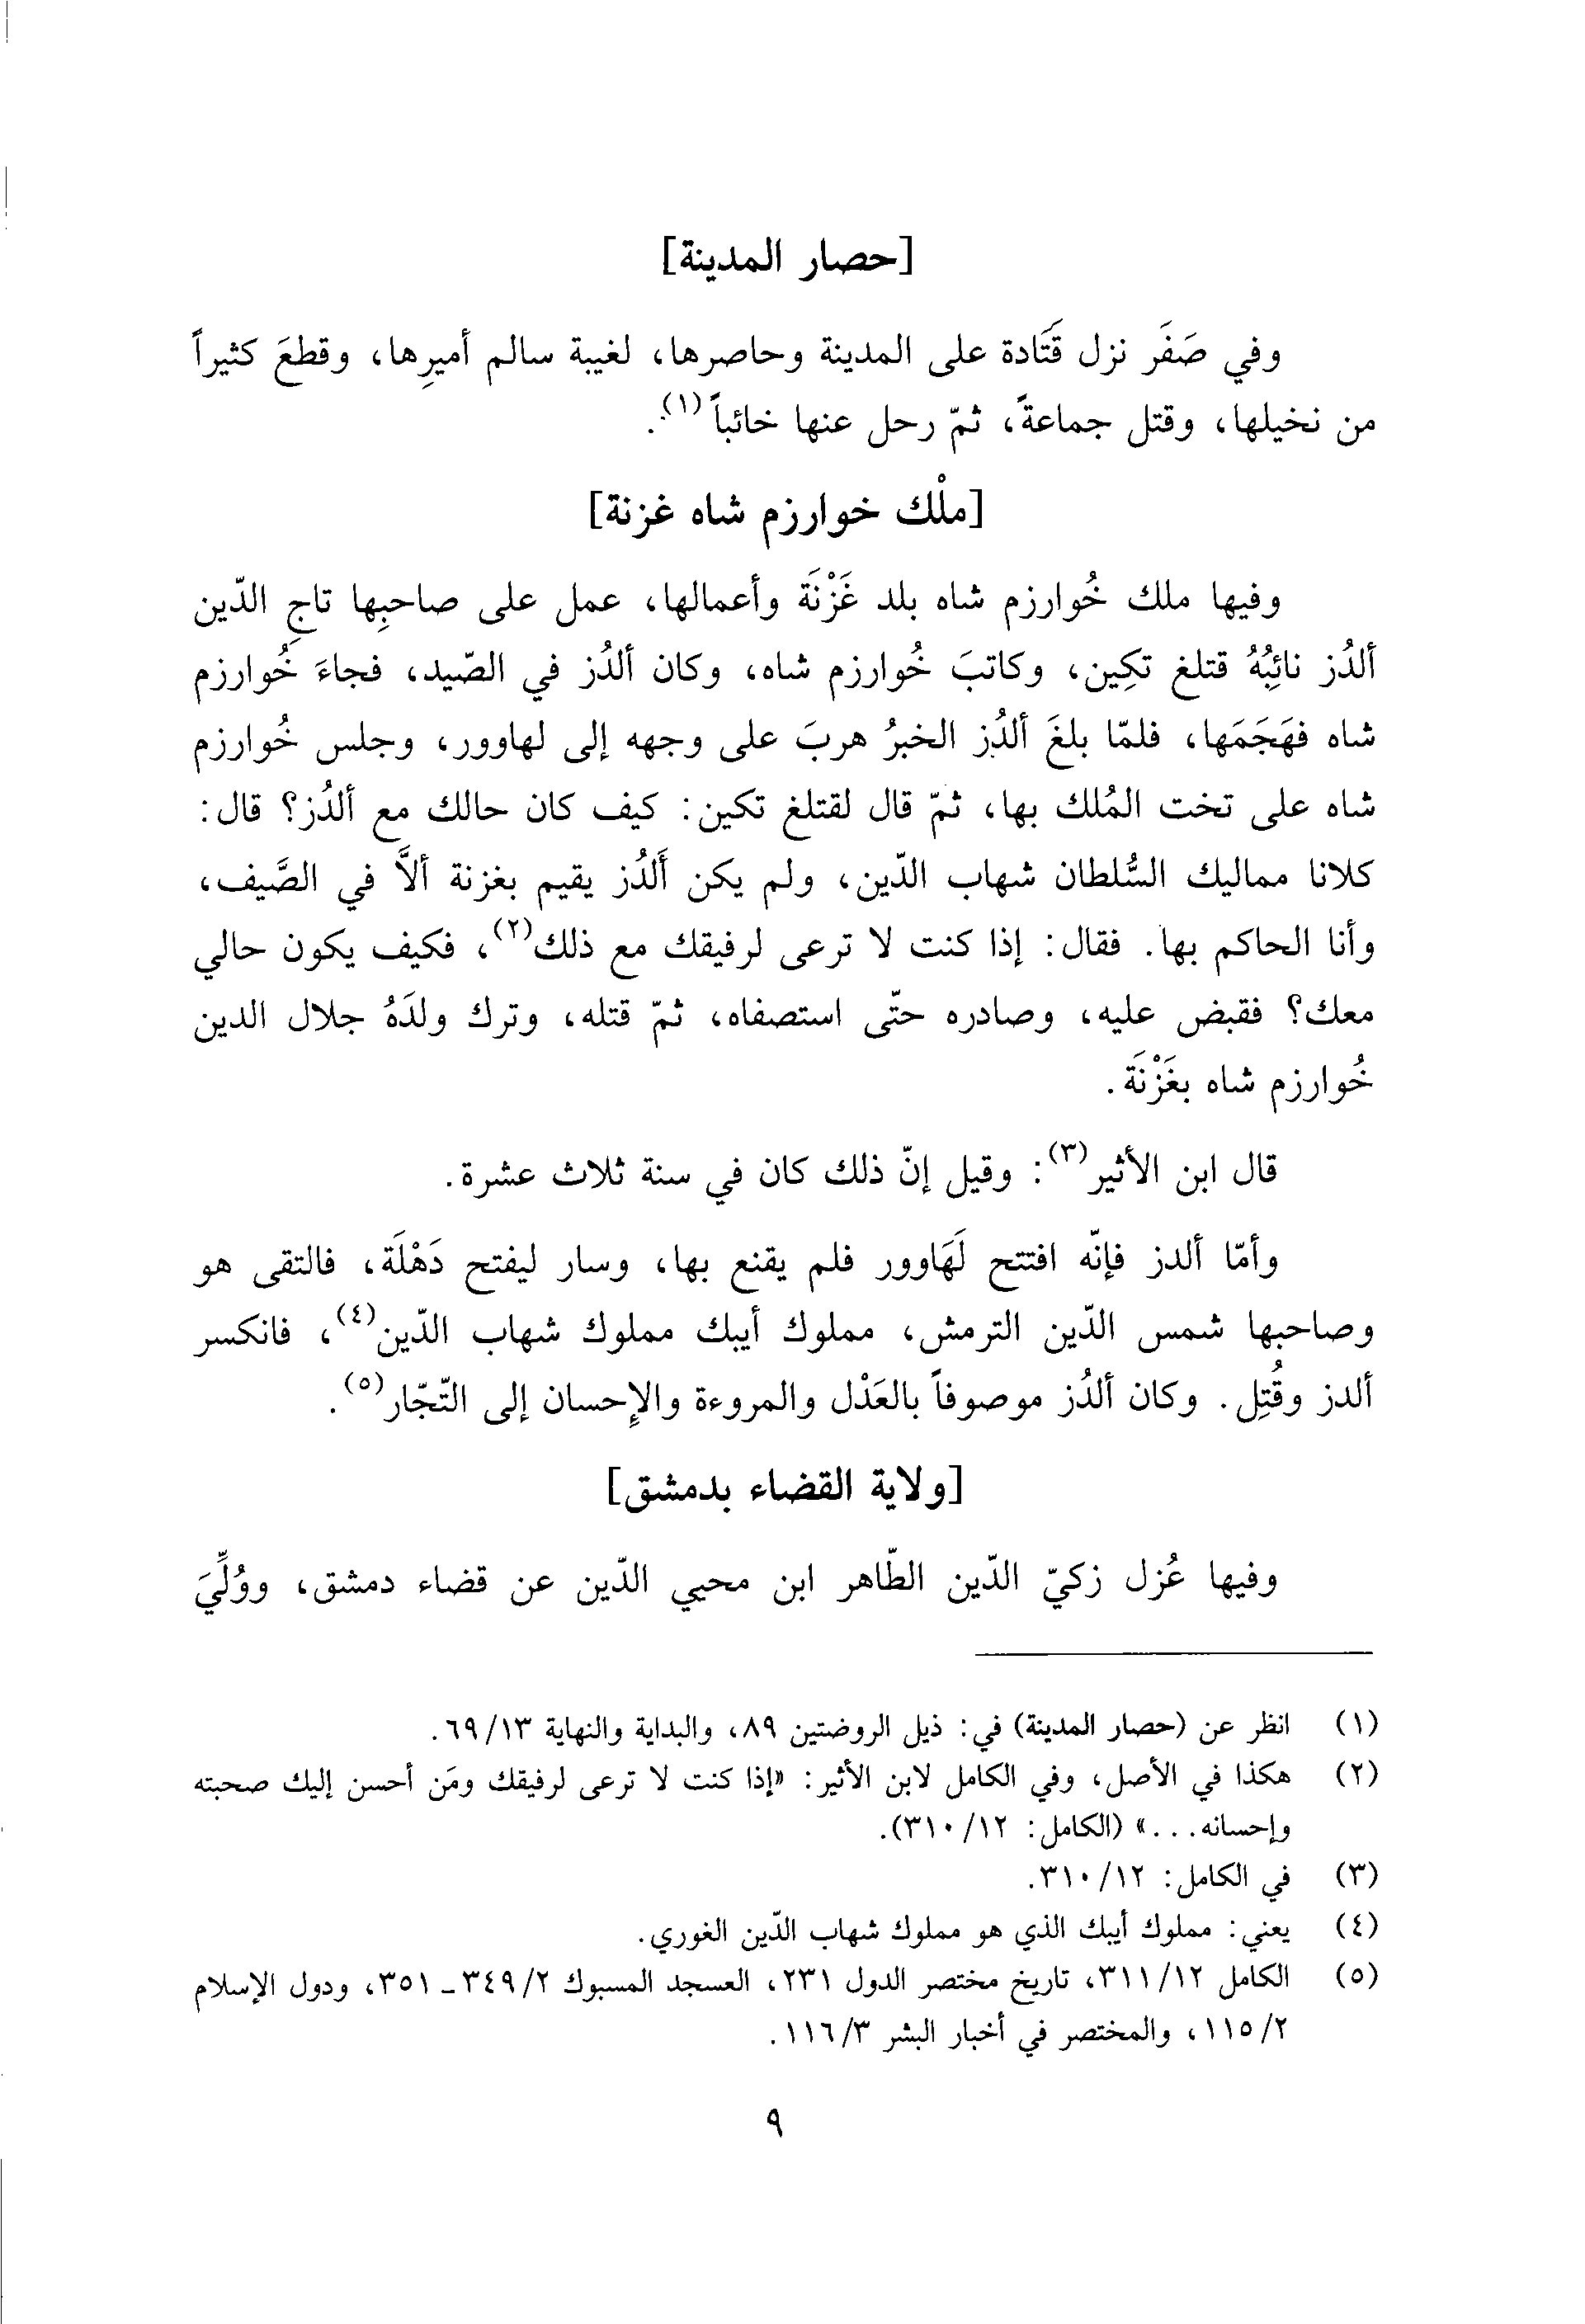 [حصار المدينة]
وفي صَفَر نزل قَتَادة على المدينة وحاصرها، لغيبة سالم أميرِها، وقطعَ كثيراً
من نخيلها، وقتل جماعةً، ثمّ رحل عنها خائباً(١).
[ملْك خوارزم شاه غزنة]
وفيها ملك خُوارزم شاه بلد غَزْنَة وأعمالها، عمل على صاحبِها تاجِ الدّين
ألدُز نائِبُهُ قتلغ تكِين، وكاتبَ خُوارزم شاه، وكان ألدُز في الصّيد، فجاءَ خُوارزم
شاه فهَجَمَها، فلمّا بلغَ ألدُز الخبرُ هربَ على وجهه إلى لهاوور، وجلس خُوارزم
شاه على تخت المُلك بها، ثمّ قال لقتلغ تكين: كيف كان حالك مع ألدُز؟ قال:
كلانا مماليك السُّلطان شهاب الدّين، ولم يكن أَلدُز يقيم بغزنة ألاَّ في الصَّيف،
وأنا الحاكم بها. فقال: إذا كنت لا ترعى لرفيقك مع ذلك(٢)، فكيف يكون حالي
معك؟ فقبض عليه، وصادره حتّى استصفاه، ثمّ قتله، وترك ولدَهُ جلال الدين
خُوارزم شاه بغَزْنَة.
قال ابن الأثير(٣): وقيل إنّ ذلك كان في سنة ثلاث عشرة.
وأمّا ألدز فإنّه افتتح لَهَاوور فلم يقنع بها، وسار ليفتح دَهْلَة، فالتقى هو
وصاحبها شمس الدّين الترمش، مملوك أيبك مملوك شهاب الدّين(٤)، فانكسر
ألدز وقُتِل. وكان ألدُز موصوفاً بالعَدْل والمروءة والإحسان إلى التّجّار(٥).
[ولاية القضاء بدمشق]
وفيها عُزل زكيّ الدّين الطّاهر ابن محيي الدّين عن قضاء دمشق، ووُلِّيَ
(١) انظر عن (حصار المدينة) في: ذيل الروضتين ٨٩، والبداية والنهاية ٦٩/١٣.
(٢) هكذا في الأصل، وفي الكامل لابن الأثير: «إذا كنت لا ترعى لرفيقك ومَن أحسن إليك صحبته
وإحسانه...» (الكامل: ٣١٠/١٢).
(٣) في الكامل: ٣١٠/١٢.
(٤) يعني: مملوك أيبك الذي هو مملوك شهاب الدّين الغوري.
(٥) الكامل ٣١١/١٢، تاريخ مختصر الدول ٢٣١، العسجد المسبوك ٣٤٩/٢ـ ٣٥١، ودول الإسلام
١١٥/٢، والمختصر في أخبار البشر ١١٦/٣.
٩